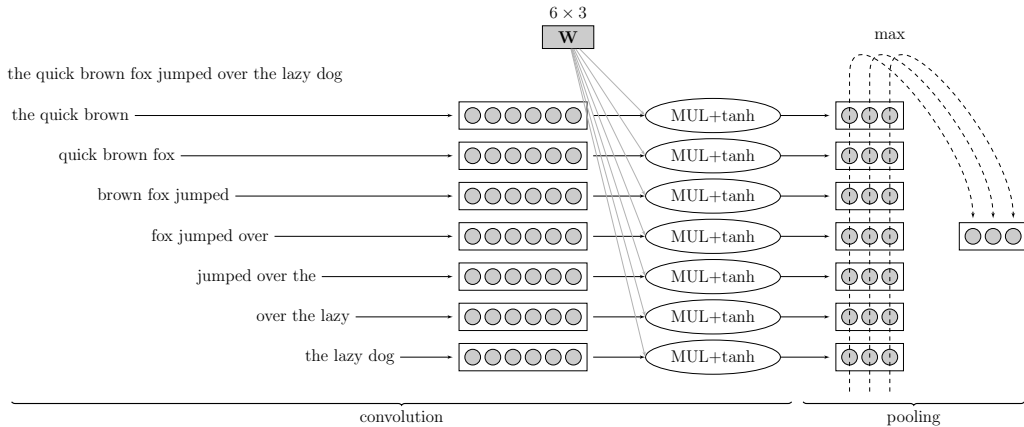 6 × 3
W
max
the quick brown fox jumped over the lazy dog
the quick brown
MUL+tanh
quick brown fox
MUL+tanh
brown fox jumped
MUL+tanh
fox jumped over
MUL+tanh
jumped over the
MUL+tanh
over the lazy
MUL+tanh
the lazy dog
MUL+tanh
convolution
pooling